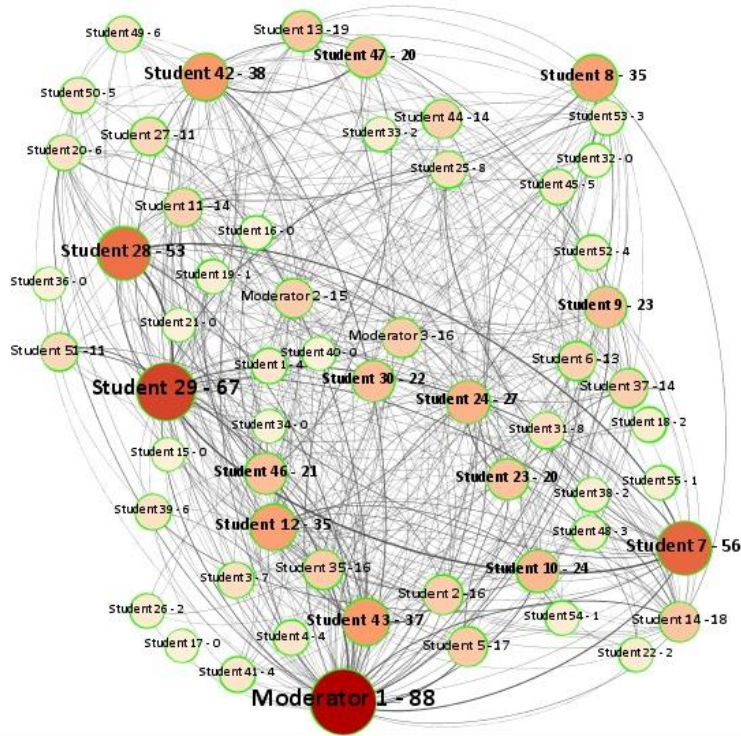 Student 13 -19
Student 49 - 6
Student 47 - 20
Student 42 - 38
Student 8 - 35
Student 50 - 5
Student 44 -14
Student 53 - 3
Student 27 -11
Student 33 - 2
Student 20 - 6
Student 32- 0
Student 25 - 8
Student 45 - 5
Student 11 -14
Student 16 - 0
Student 28 - 53
Student 52 - 4
Student 19 - 1
Student 36 - 0
Moderator 2 -15
Student 9 - 23
Student 21 - 0
Moderator 3 -16
Student 51 -11
Student 40 - 0
Student 6 -13
Student 1 - 4
Student 30 - 22
Student 29 - 67
Student 37 -14
Student 24 - 27
Student 18 - 2
Student 34 - 0
Student 31 - 8
Student 15 - 0
Student 46 - 21
Student 23 - 20
Student 55 - 1
Student 38 - 2
Student 39 - 6
Student 12 - 35
Student 48 - 3
Student 7 - 56
Student 35 -16
Student 10 - 24
Student 3 - 7
Student 2 -16
Student 26 - 2
Student 54 - 1
Student 43 - 37
Student 14 -18
Student 4 - 4
Student 17 - 0
Student 5 -17
Student 22 - 2
Student 41 - 4
Moderator 1 - 88